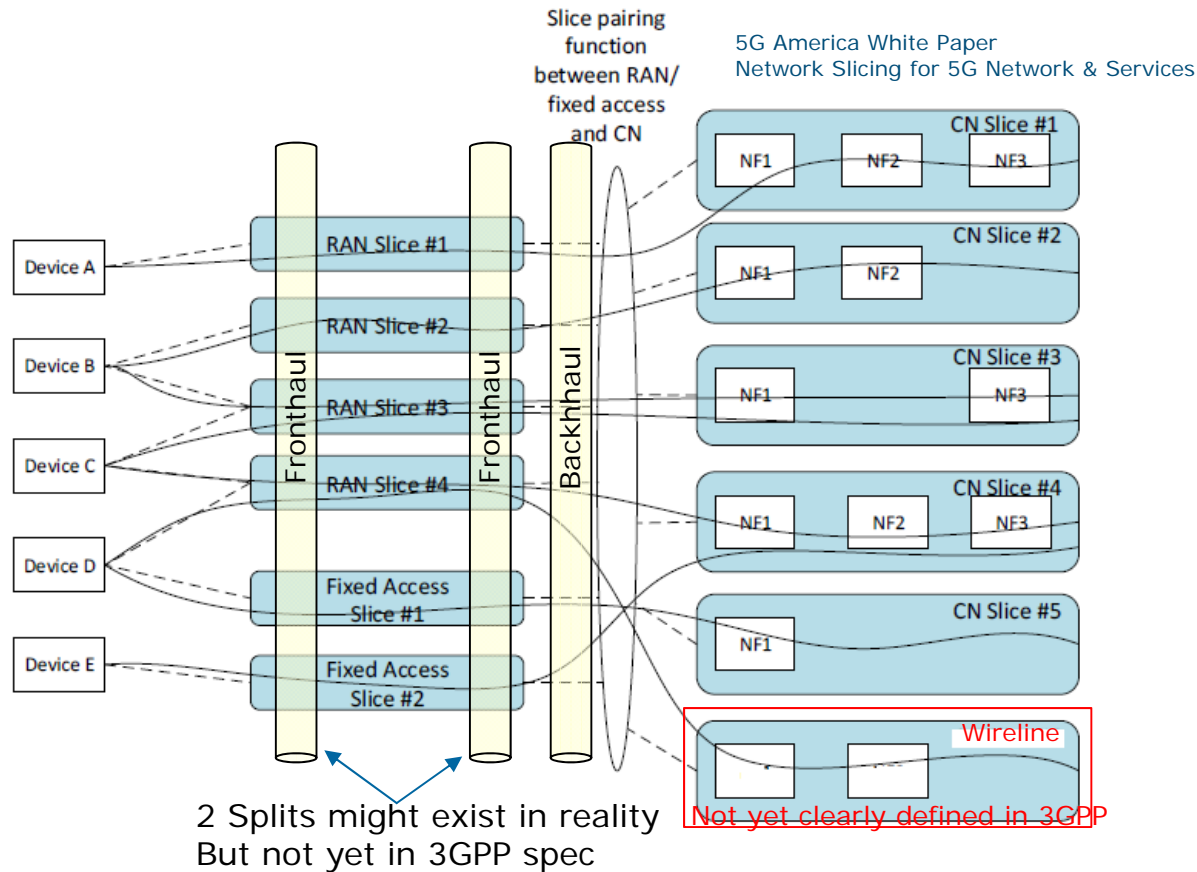 Slice pairing
function
between RAN/
fixed access
and CN
5G America White Paper
Network Slicing for 5G Network & Services
Device A
Device B
Device C
Device D
Device E
RAN Slice #1
RAN Slice #2
RAN Slice #3
RAN Slice #4
Fixed Access
Slice #1
Fixed Access
Slice #2
Fronthaul
Fronthaul
Backhhaul
CN Slice #1
NF1
NF2
NF3
CN Slice #2
NF1
NF2
CN Slice #3
NF1
NF3
CN Slice #4
NF1
NF2
NF3
CN Slice #5
NF1
Wireline
Not yet clearly defined in 3GPP
2 Splits might exist in reality
But not yet in 3GPP spec